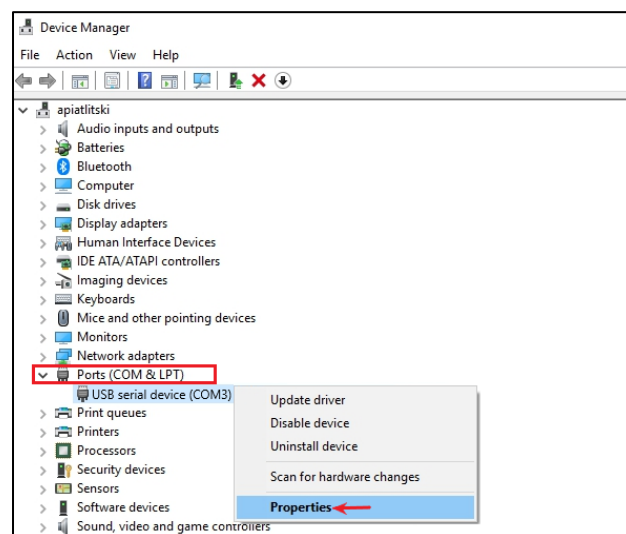 Device Manager
File Action View Help
apiatlitski
Audio inputs and outputs
Batteries
Bluetooth
Computer
Disk drives
Display adapters
Human Interface Devices
IDE ATA/ATAPI controllers
Imaging devices
Keyboards
Mice and other pointing devices
Monitors
Network adapters
Ports (COM & LPT)
USB serial device (COM3)
Print queues
Printers
Processors
Security devices
Sensors
Software devices
Sound, video and game controllers
Update driver
Disable device
Uninstall device
Scan for hardware changes
Properties